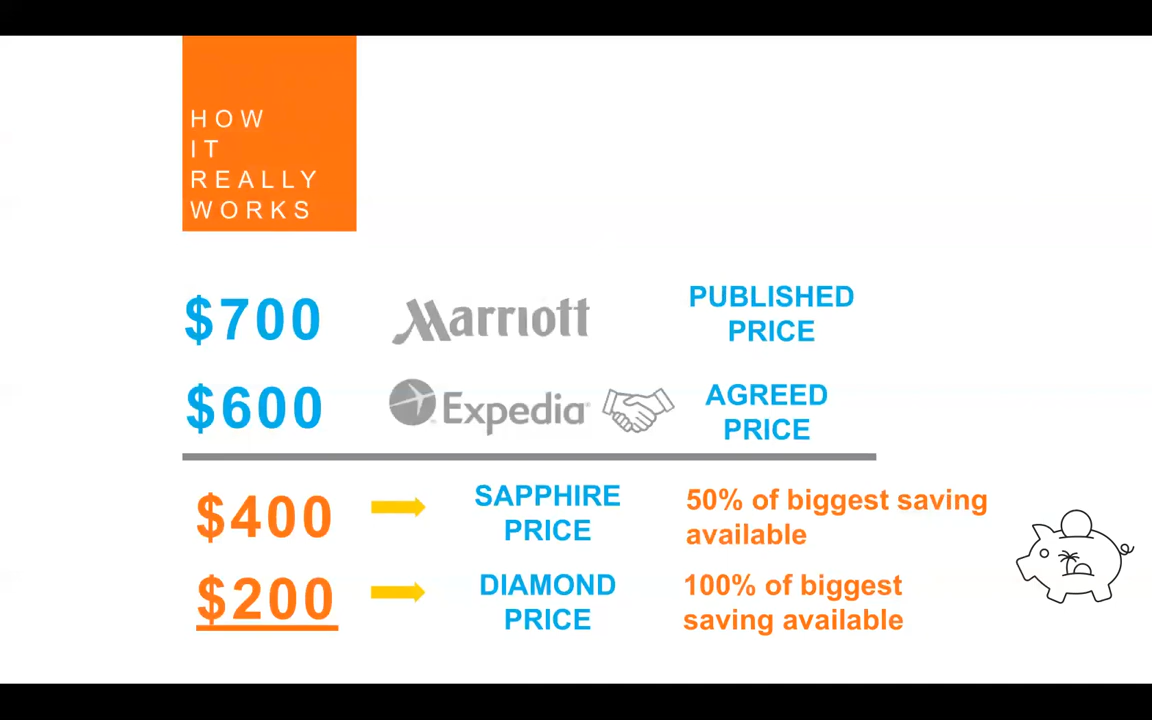 HOW
IT
REALLY
WORKS
$700 Marriott PUBLISHED
PRICE
$600 Expedia AGREED
PRICE
$400 SAPPHIRE
PRICE
50% of biggest saving
available
$200 DIAMOND
PRICE
100% of biggest
saving available